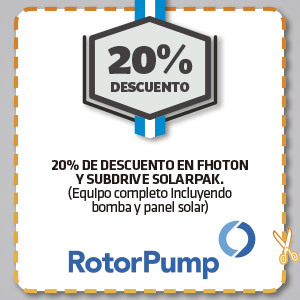 20%
DESCUENTO
20% DE DESCUENTO EN FHOTON
Y SUBDRIVE SOLARPAK.
(Equipo completo Incluyendo
bomba y panel solar)
RotorPump